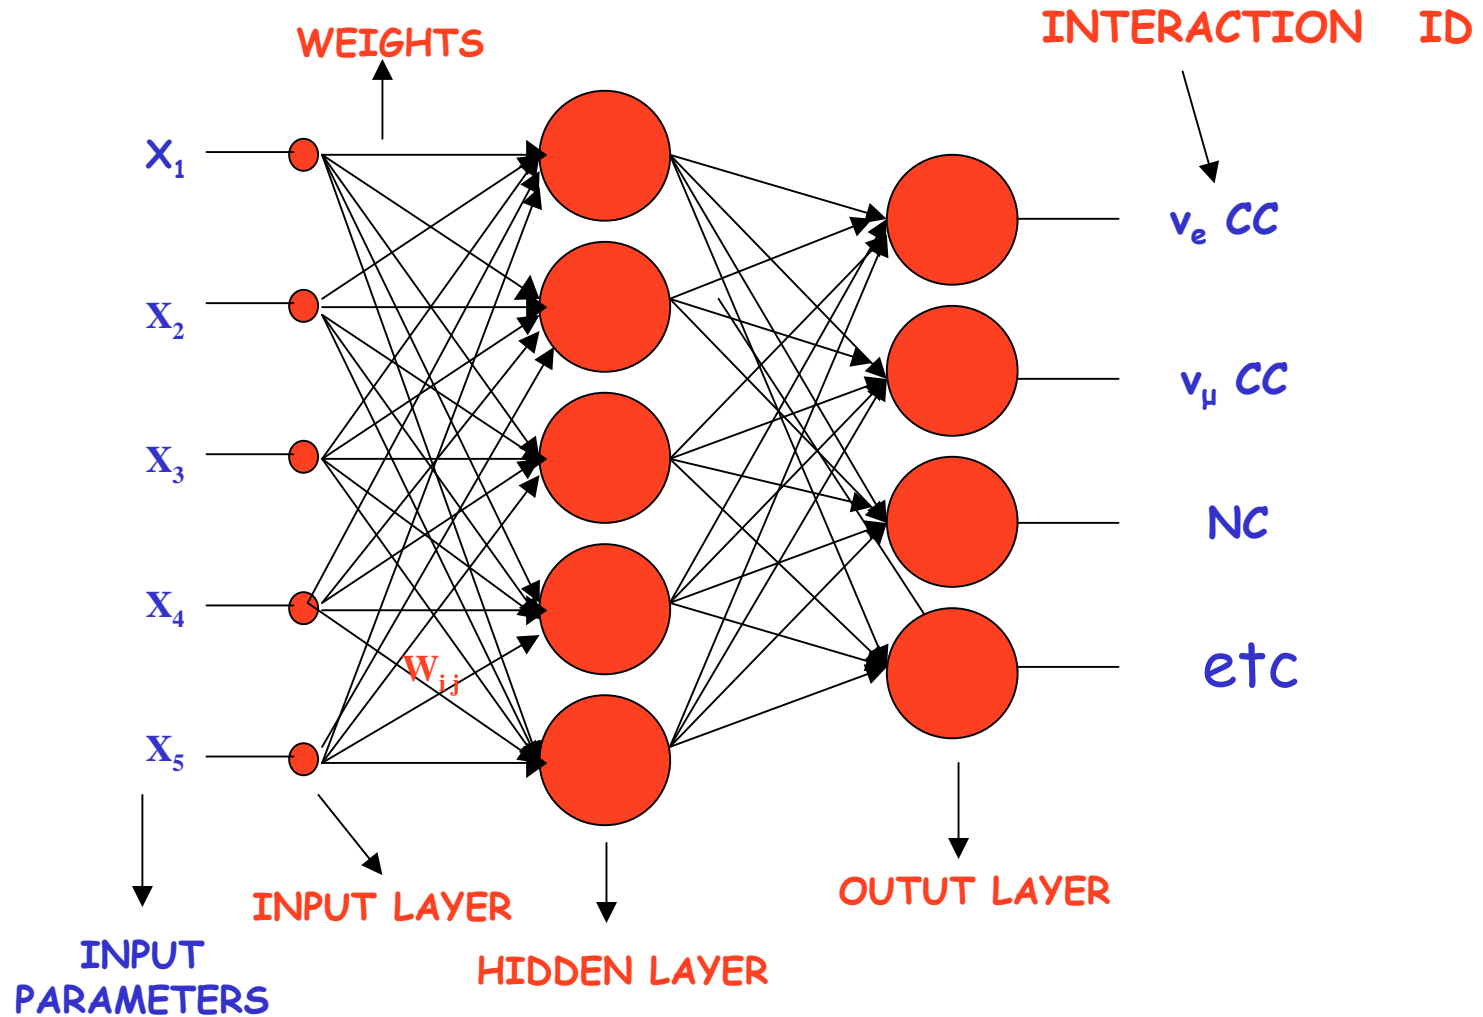 INTERACTION ID
WEIGHTS
X1
νe CC
X2
νμ CC
X3
NC
X4
Wij
etc
X5
INPUT LAYER
OUTUT LAYER
HIDDEN LAYER
INPUT
PARAMETERS